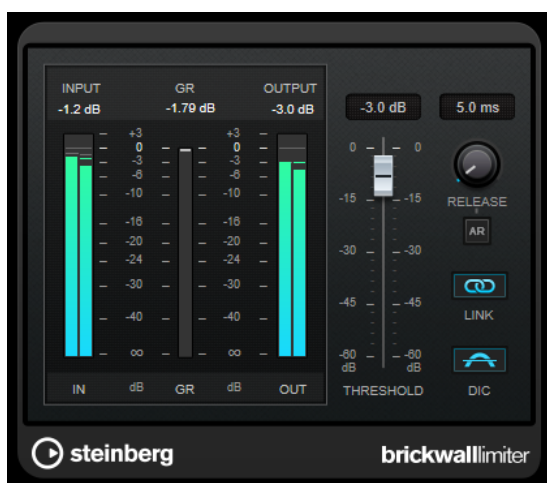 INPUT GR OUTPUT
-1.2 dB -1.79 dB -3.0 dB
-3.0 dB 5.0 ms
+3 +3
0 0
-3 -3
-6 -6
-10 -10
-16 -16
-20 -20
-24 -24
-30 -30
-40 -40
∞ ∞
IN dB GR dB OUT
0 0
-15 -15
-30 -30
-45 -45
-60 -60
dB dB
THRESHOLD
RELEASE
AR
LINK
DIC
steinberg
brickwalllimiter